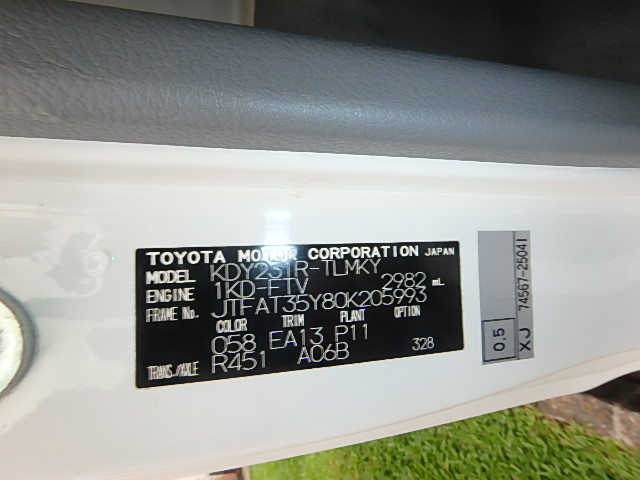 TOYOTA MOTOR CORPORATION JAPAN
MODEL KDY231R-TLMKY
ENGINE 1KD-FTV 2982 mL
FRAME No. JTFAT35Y80K205993
COLOR TRIM PLANT OPTION
058 EA13 P11
TRANS./AXLE R451 A06B 328
74567-25041
0,5 XJ